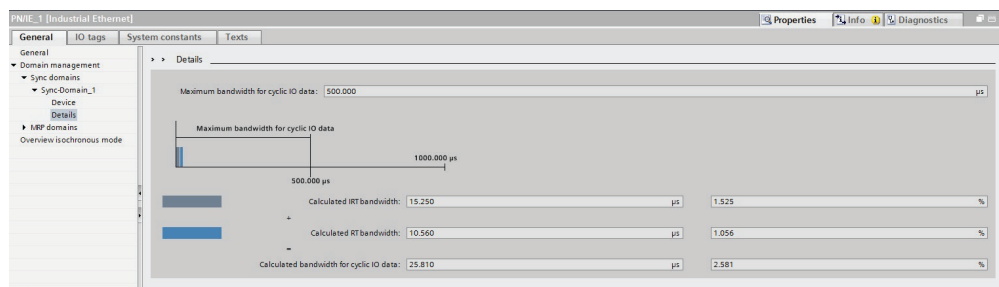 PN/IE_1 [Industrial Ethernet]
Properties
Info
Diagnostics
General
IO tags
System constants
Texts
General
Domain management
Sync domains
Sync-Domain_1
Device
Details
MRP domains
Overview isochronous mode
> > Details
Maximum bandwidth for cyclic IO data: 500.000 µs
Maximum bandwidth for cyclic IO data
1000.000 µs
500.000 µs
Calculated IRT bandwidth: 15.250 µs 1.525 %
+
Calculated RT bandwidth: 10.560 µs 1.056 %
=
Calculated bandwidth for cyclic IO data: 25.810 µs 2.581 %